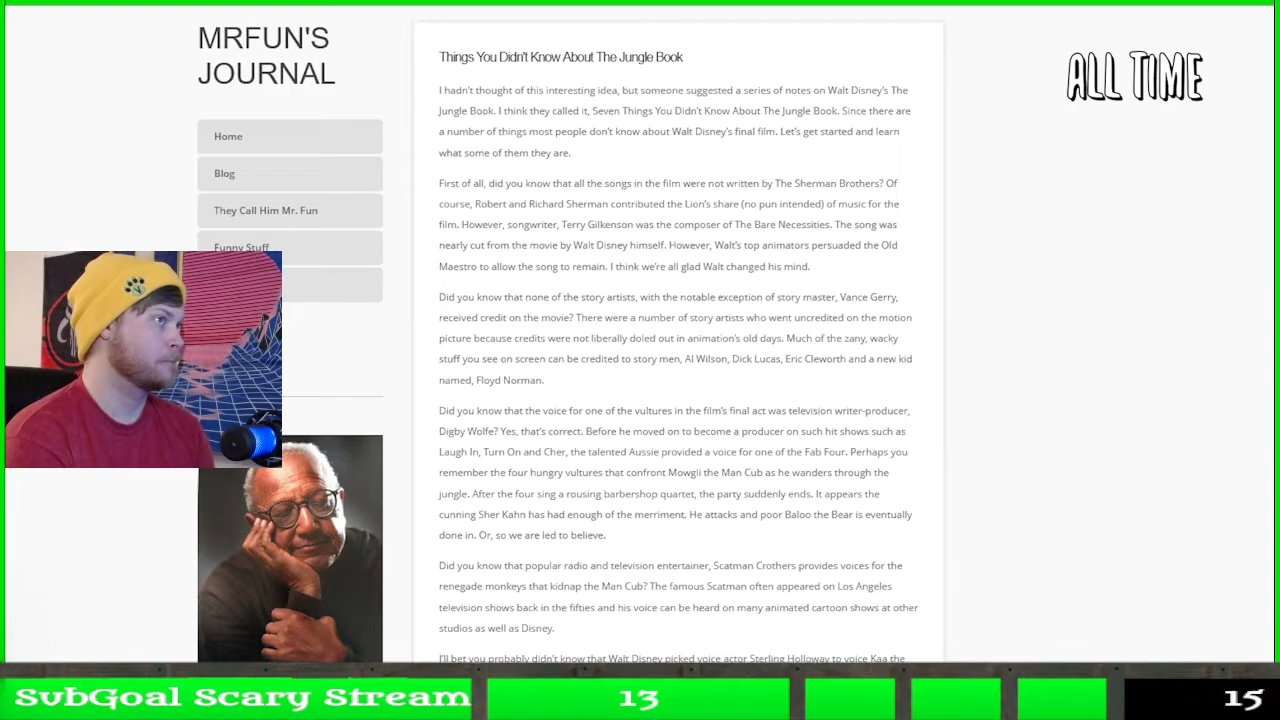 MRFUN'S
JOURNAL
Home
Blog
They Call Him Mr. Fun
Funny Stuff
Things You Didn't Know About The Jungle Book
I hadn't thought of this interesting idea, but someone suggested a series of notes on Walt Disney's The
Jungle Book. I think they called it, Seven Things You Didn't Know About The Jungle Book. Since there are
a number of things most people don't know about Walt Disney's final film. Let's get started and learn
what some of them they are.
First of all, did you know that all the songs in the film were not written by The Sherman Brothers? Of
course, Robert and Richard Sherman contributed the Lion's share (no pun intended) of music for the
film. However, songwriter, Terry Gilkenson was the composer of The Bare Necessities. The song was
nearly cut from the movie by Walt Disney himself. However, Walt's top animators persuaded the Old
Maestro to allow the song to remain. I think we're all glad Walt changed his mind.
Did you know that none of the story artists, with the notable exception of story master, Vance Gerry,
received credit on the movie? There were a number of story artists who went uncredited on the motion
picture because credits were not liberally doled out in animation's old days. Much of the zany, wacky
stuff you see on screen can be credited to story men, Al Wilson, Dick Lucas, Eric Cleworth and a new kid
named, Floyd Norman.
Did you know that the voice for one of the vultures in the film's final act was television writer-producer,
Digby Wolfe? Yes, that's correct. Before he moved on to become a producer on such hit shows such as
Laugh In, Turn On and Cher, the talented Aussie provided a voice for one of the Fab Four. Perhaps you
remember the four hungry vultures that confront Mowgli the Man Cub as he wanders through the
jungle. After the four sing a rousing barbershop quartet, the party suddenly ends. It appears the
cunning Sher Kahn has had enough of the merriment. He attacks and poor Baloo the Bear is eventually
done in. Or, so we are led to believe.
Did you know that popular radio and television entertainer, Scatman Crothers provides voices for the
renegade monkeys that kidnap the Man Cub? The famous Scatman often appeared on Los Angeles
television shows back in the fifties and his voice can be heard on many animated cartoon shows at other
studios as well as Disney.
I'll bet you probably didn't know that Walt Disney picked voice actor Sterling Holloway to voice Kaa the
ALL TIME
SubGoal Scary Stream
13
15